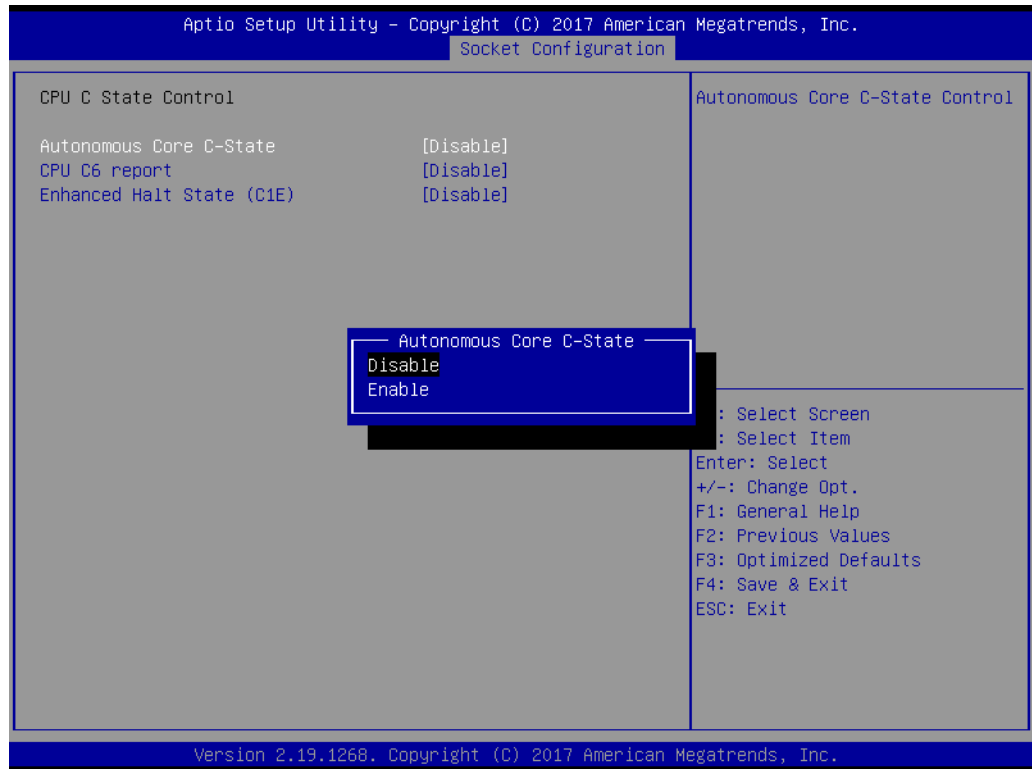 Aptio Setup Utility – Copyright (C) 2017 American Megatrends, Inc.
Socket Configuration
CPU C State Control
Autonomous Core C-State [Disable]
CPU C6 report [Disable]
Enhanced Halt State (C1E) [Disable]
Autonomous Core C-State Control
Autonomous Core C-State
Disable
Enable
: Select Screen
: Select Item
Enter: Select
+/-: Change Opt.
F1: General Help
F2: Previous Values
F3: Optimized Defaults
F4: Save & Exit
ESC: Exit
Version 2.19.1268. Copyright (C) 2017 American Megatrends, Inc.